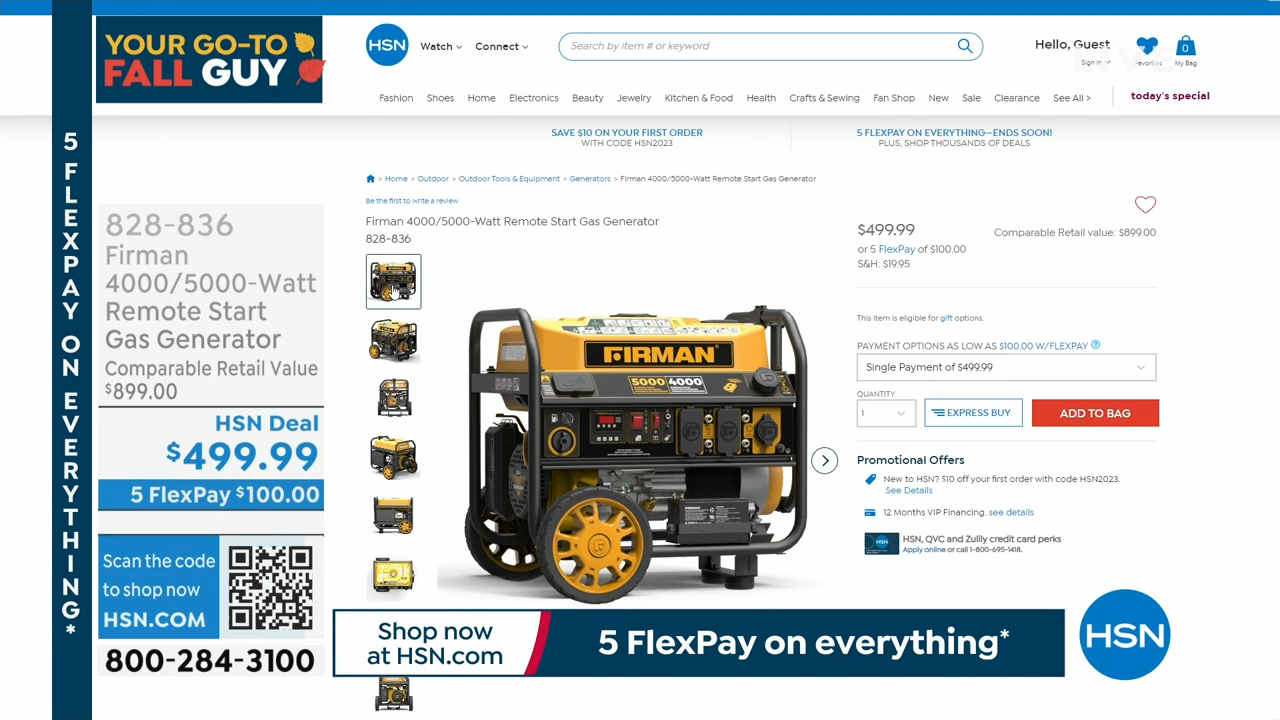 YOUR GO-TO
FALL GUY
5 FLEXPAY ON EVERYTHING*
828-836
Firman
4000/5000-Watt
Remote Start
Gas Generator
Comparable Retail Value
$899.00
HSN Deal
$499.99
5 FlexPay $100.00
Scan the code
to shop now
HSN.COM
800-284-3100
HSN
Watch
Connect
Search by item # or keyword
Hello, Guest
Sign In
Favorites
0
My Bag
Fashion
Shoes
Home
Electronics
Beauty
Jewelry
Kitchen & Food
Health
Crafts & Sewing
Fan Shop
New
Sale
Clearance
See All >
today's special
SAVE $10 ON YOUR FIRST ORDER
WITH CODE HSN2023
5 FLEXPAY ON EVERYTHING—ENDS SOON!
PLUS, SHOP THOUSANDS OF DEALS
> Home > Outdoor > Outdoor Tools & Equipment > Generators > Firman 4000/5000-Watt Remote Start Gas Generator
Be the first to write a review
Firman 4000/5000-Watt Remote Start Gas Generator
828-836
FIRMAN
5000 4000
FIRMAN
$499.99
Comparable Retail value: $899.00
or 5 FlexPay of $100.00
S&H: $19.95
This item is eligible for gift options.
PAYMENT OPTIONS AS LOW AS $100.00 W/FLEXPAY
Single Payment of $499.99
QUANTITY
1
EXPRESS BUY
ADD TO BAG
Promotional Offers
New to HSN? $10 off your first order with code HSN2023.
See Details
12 Months VIP Financing. see details
HSN
HSN, QVC and Zulily credit card perks
Apply online or call 1-800-695-1418.
Shop now
at HSN.com
5 FlexPay on everything*
HSN